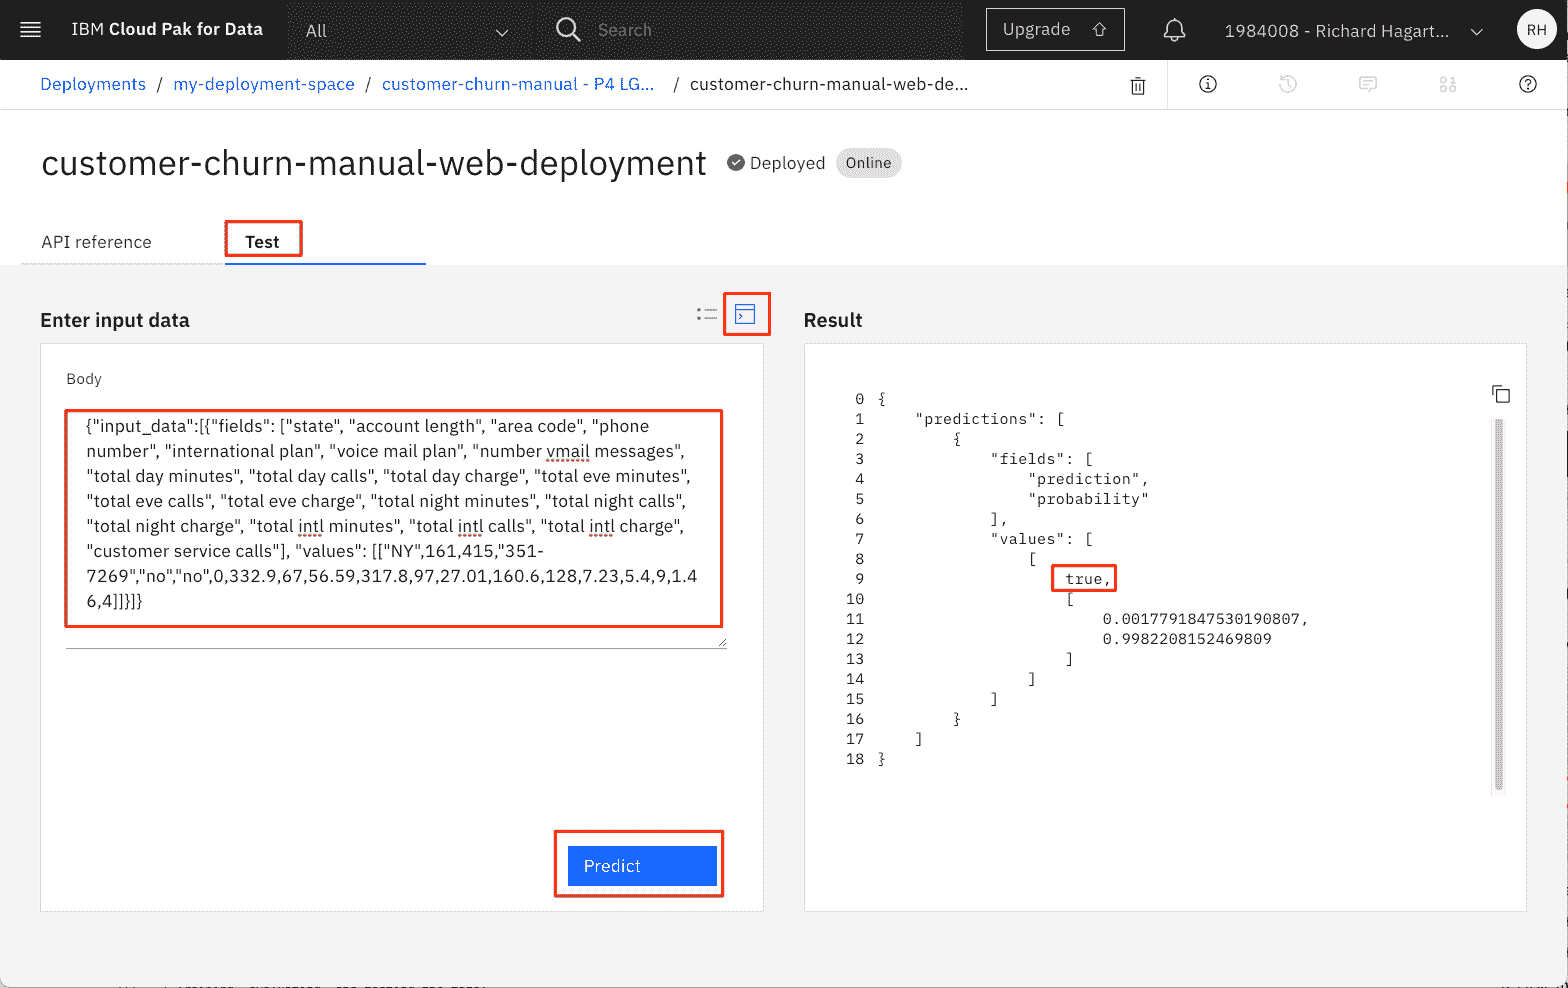 IBM Cloud Pak for Data
All
Search
Upgrade
1984008 - Richard Hagart...
RH
Deployments / my-deployment-space / customer-churn-manual - P4 LG... / customer-churn-manual-web-de...
customer-churn-manual-web-deployment
Deployed
Online
API reference
Test
Enter input data
Body
{"input_data":[{"fields": ["state", "account length", "area code", "phone
number", "international plan", "voice mail plan", "number vmail messages",
"total day minutes", "total day calls", "total day charge", "total eve minutes",
"total eve calls", "total eve charge", "total night minutes", "total night calls",
"total night charge", "total intl minutes", "total intl calls", "total intl charge",
"customer service calls"], "values": [["NY",161,415,"351-
7269","no","no",0,332.9,67,56.59,317.8,97,27.01,160.6,128,7.23,5.4,9,1.4
6,4]]}]}
Predict
Result
0 {
1 "predictions": [
2 {
3 "fields": [
4 "prediction",
5 "probability"
6 ],
7 "values": [
8 [
9 true,
10 [
11 0.0017791847530190807,
12 0.9982208152469809
13 ]
14 ]
15 ]
16 }
17 ]
18 }